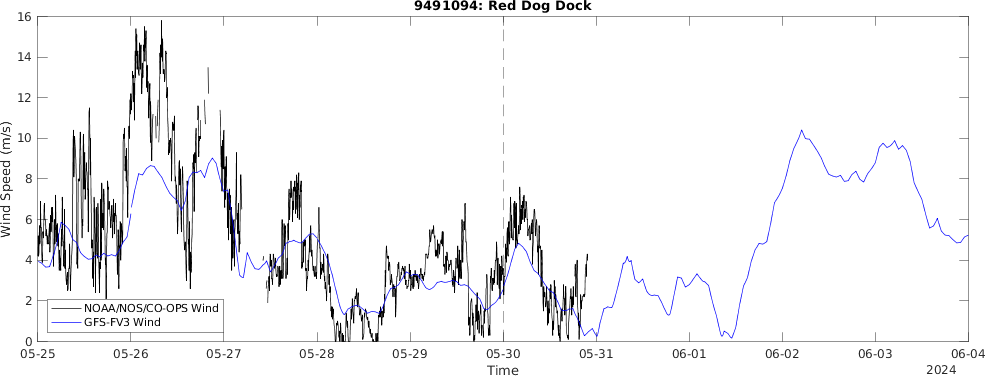 9491094: Red Dog Dock
Wind Speed (m/s)
16
14
12
10
8
6
4
2
0
NOAA/NOS/CO-OPS Wind
GFS-FV3 Wind
05-25 05-26 05-27 05-28 05-29 05-30 05-31 06-01 06-02 06-03 06-04
Time
2024